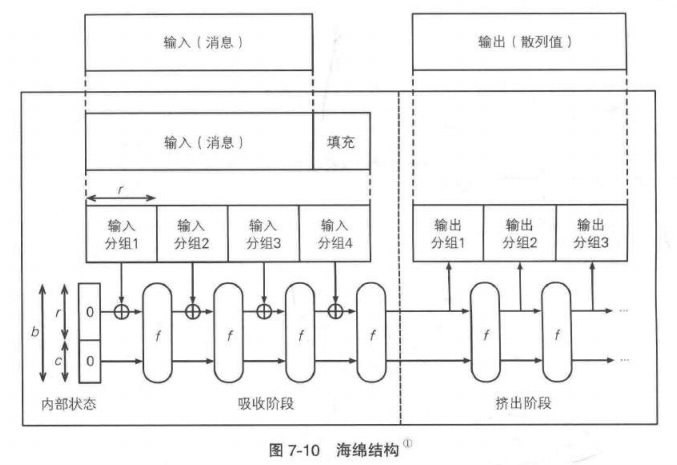 输入（消息）
输出（散列值）
输入（消息）
填充
r
输入
分组1
输入
分组2
输入
分组3
输入
分组4
输出
分组1
输出
分组2
输出
分组3
b
r
c
0
0
f
f
f
f
f
f
...
...
内部状态
吸收阶段
挤出阶段
图 7-10 海绵结构①